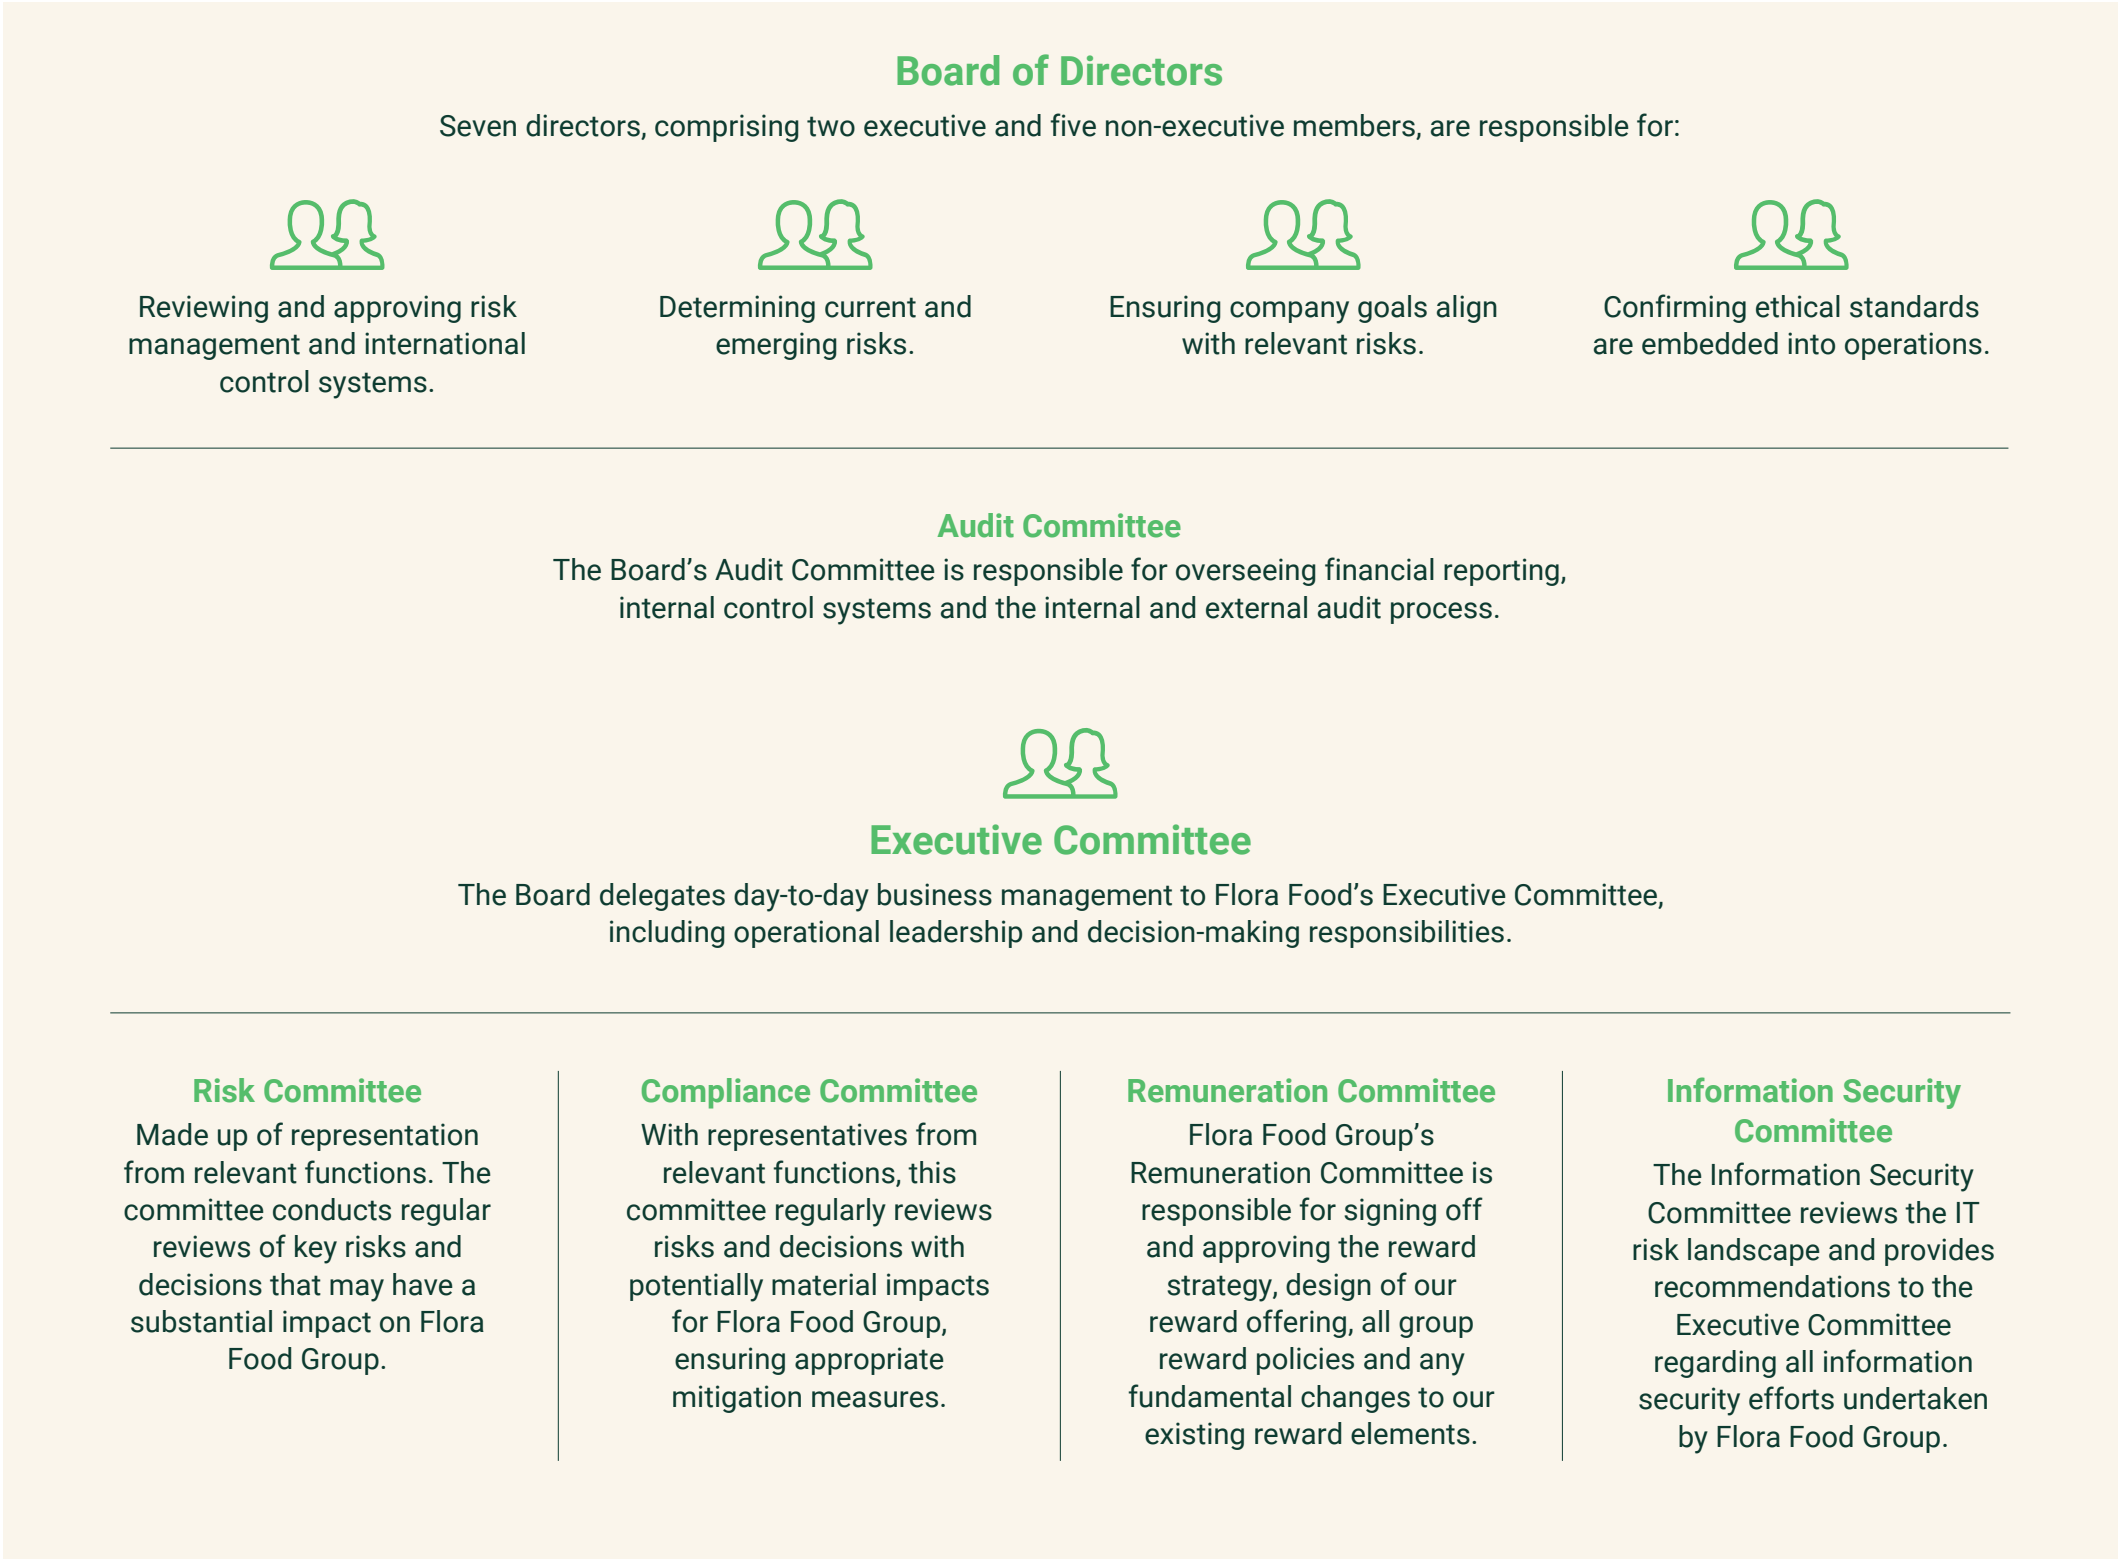 Board of Directors
Seven directors, comprising two executive and five non-executive members, are responsible for:
Reviewing and approving risk
management and international
control systems.
Determining current and
emerging risks.
Ensuring company goals align
with relevant risks.
Confirming ethical standards
are embedded into operations.
Audit Committee
The Board’s Audit Committee is responsible for overseeing financial reporting,
internal control systems and the internal and external audit process.
Executive Committee
The Board delegates day-to-day business management to Flora Food’s Executive Committee,
including operational leadership and decision-making responsibilities.
Risk Committee
Made up of representation
from relevant functions. The
committee conducts regular
reviews of key risks and
decisions that may have a
substantial impact on Flora
Food Group.
Compliance Committee
With representatives from
relevant functions, this
committee regularly reviews
risks and decisions with
potentially material impacts
for Flora Food Group,
ensuring appropriate
mitigation measures.
Remuneration Committee
Flora Food Group’s
Remuneration Committee is
responsible for signing off
and approving the reward
strategy, design of our
reward offering, all group
reward policies and any
fundamental changes to our
existing reward elements.
Information Security
Committee
The Information Security
Committee reviews the IT
risk landscape and provides
recommendations to the
Executive Committee
regarding all information
security efforts undertaken
by Flora Food Group.